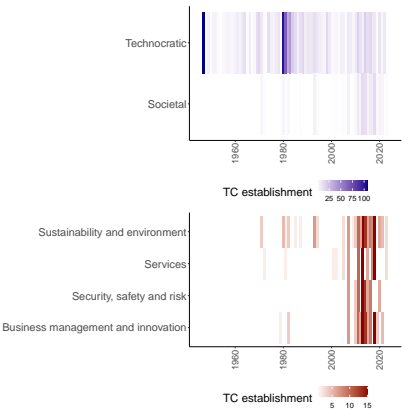 Technocratic
Societal
1960 1980 2000 2020
TC establishment
25 50 75 100
Sustainability and environment
Services
Security, safety and risk
Business management and innovation
1960 1980 2000 2020
TC establishment
5 10 15